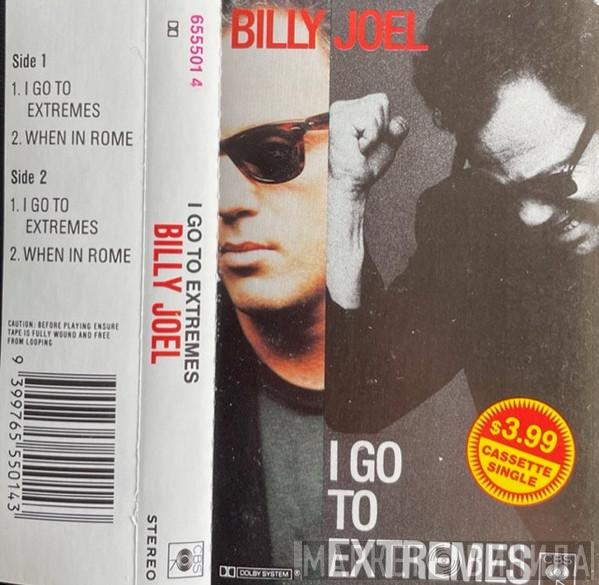 Side 1
1. I GO TO
EXTREMES
2. WHEN IN ROME
Side 2
1. I GO TO
EXTREMES
2. WHEN IN ROME
CAUTION: BEFORE PLAYING ENSURE
TAPE IS FULLY WOUND AND FREE
FROM LOOPING
9 399765 550143
655501 4
I GO TO EXTREMES
BILLY JOEL
STEREO
CBS
BILLY JOEL
$3.99
CASSETTE
SINGLE
I GO
TO
EXTREMES
DOLBY SYSTEM ®
CBS